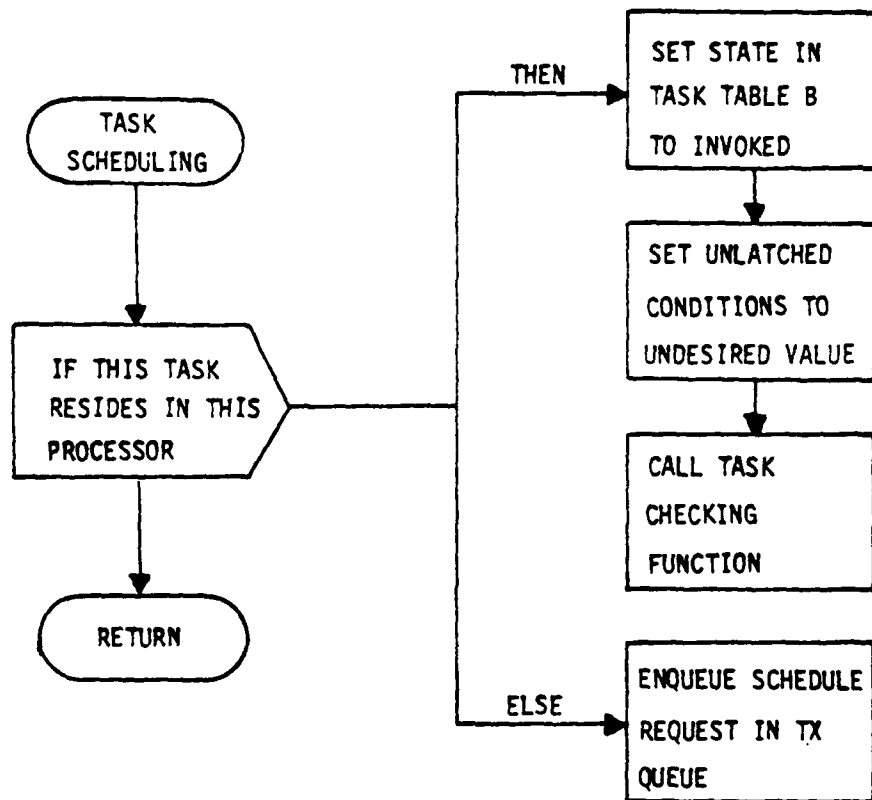 TASK
SCHEDULING
IF THIS TASK
RESIDES IN THIS
PROCESSOR
RETURN
THEN
SET STATE IN
TASK TABLE B
TO INVOKED
SET UNLATCHED
CONDITIONS TO
UNDESIRED VALUE
CALL TASK
CHECKING
FUNCTION
ELSE
ENQUEUE SCHEDULE
REQUEST IN TX
QUEUE